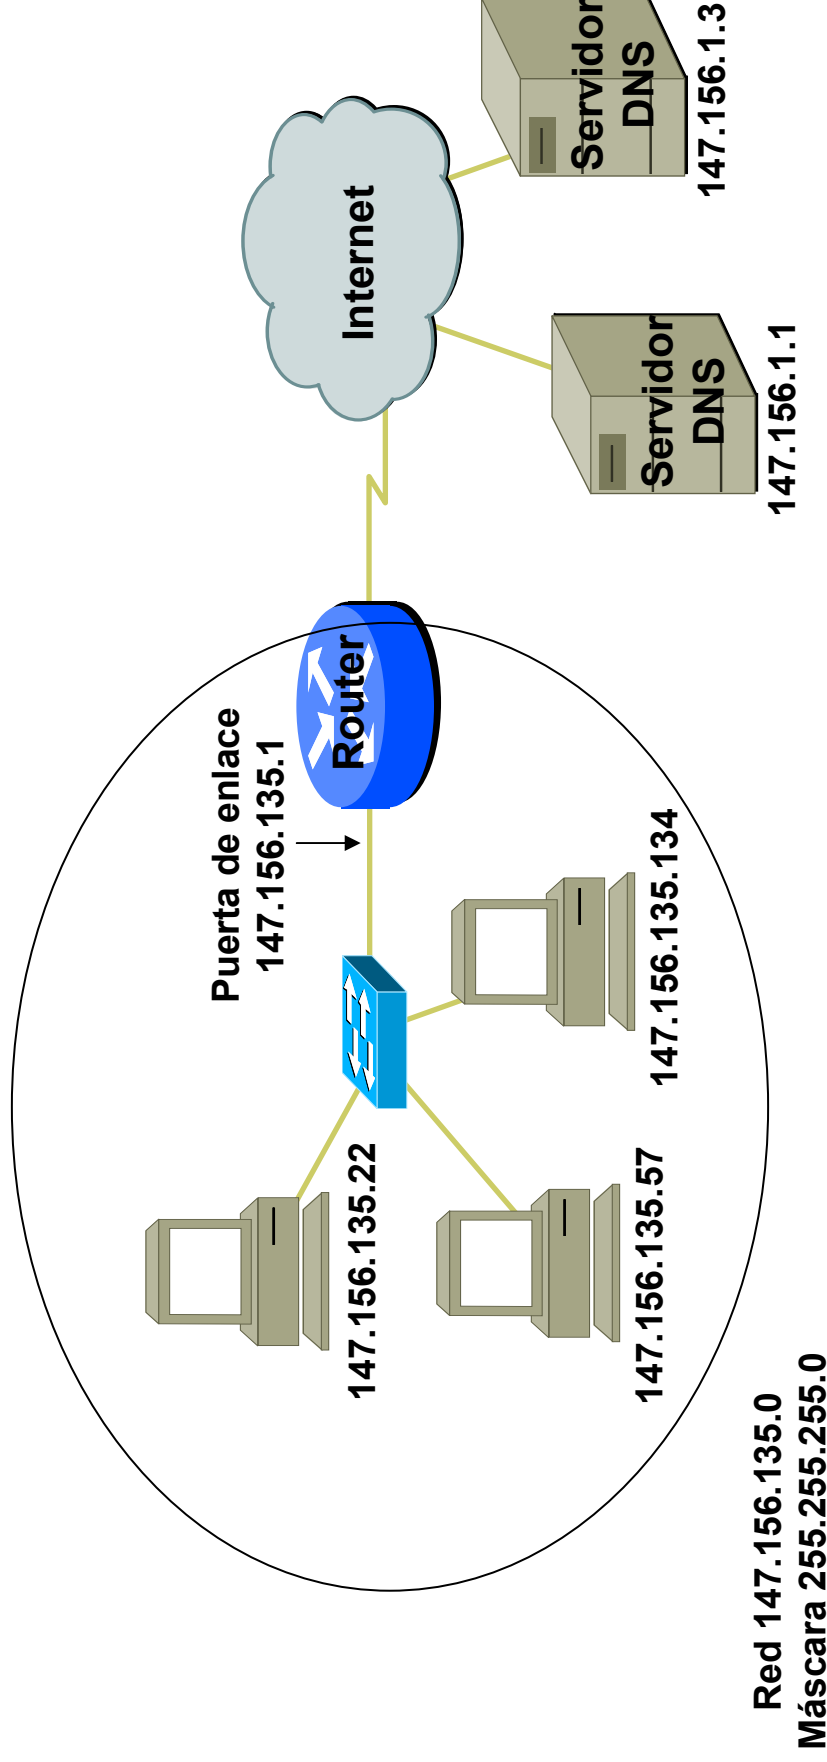 Puerta de enlace
147.156.135.1
147.156.135.22
Router
Internet
147.156.135.57
147.156.135.134
Servidor
DNS
147.156.1.1
Servidor
DNS
147.156.1.3
Red 147.156.135.0
Máscara 255.255.255.0